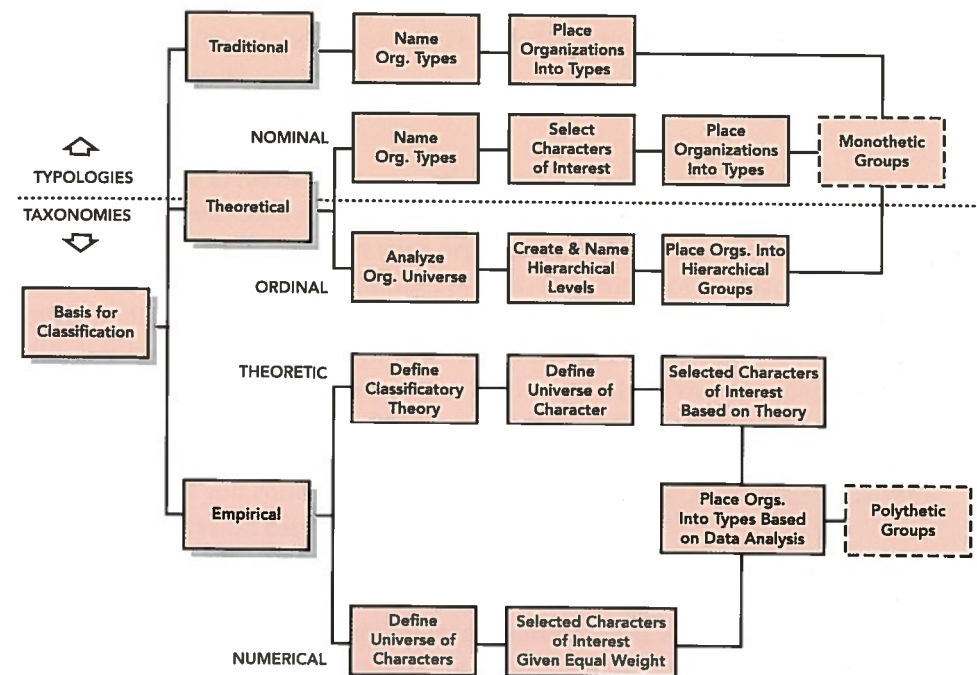 Traditional
Name
Org. Types
Place
Organizations
Into Types
NOMINAL
Name
Org. Types
Select
Characters
of Interest
Place
Organizations
Into Types
Monothetic
Groups
TYPOLOGIES
TAXONOMIES
Theoretical
Analyze
Org. Universe
Create & Name
Hierarchical
Levels
Place Orgs. Into
Hierarchical
Groups
ORDINAL
Basis for
Classification
THEORETIC
Define
Classificatory
Theory
Define
Universe of
Character
Selected Characters
of Interest
Based on Theory
Empirical
Place Orgs.
Into Types Based
on Data Analysis
Polythetic
Groups
NUMERICAL
Define
Universe of
Characters
Selected Characters
of Interest
Given Equal Weight